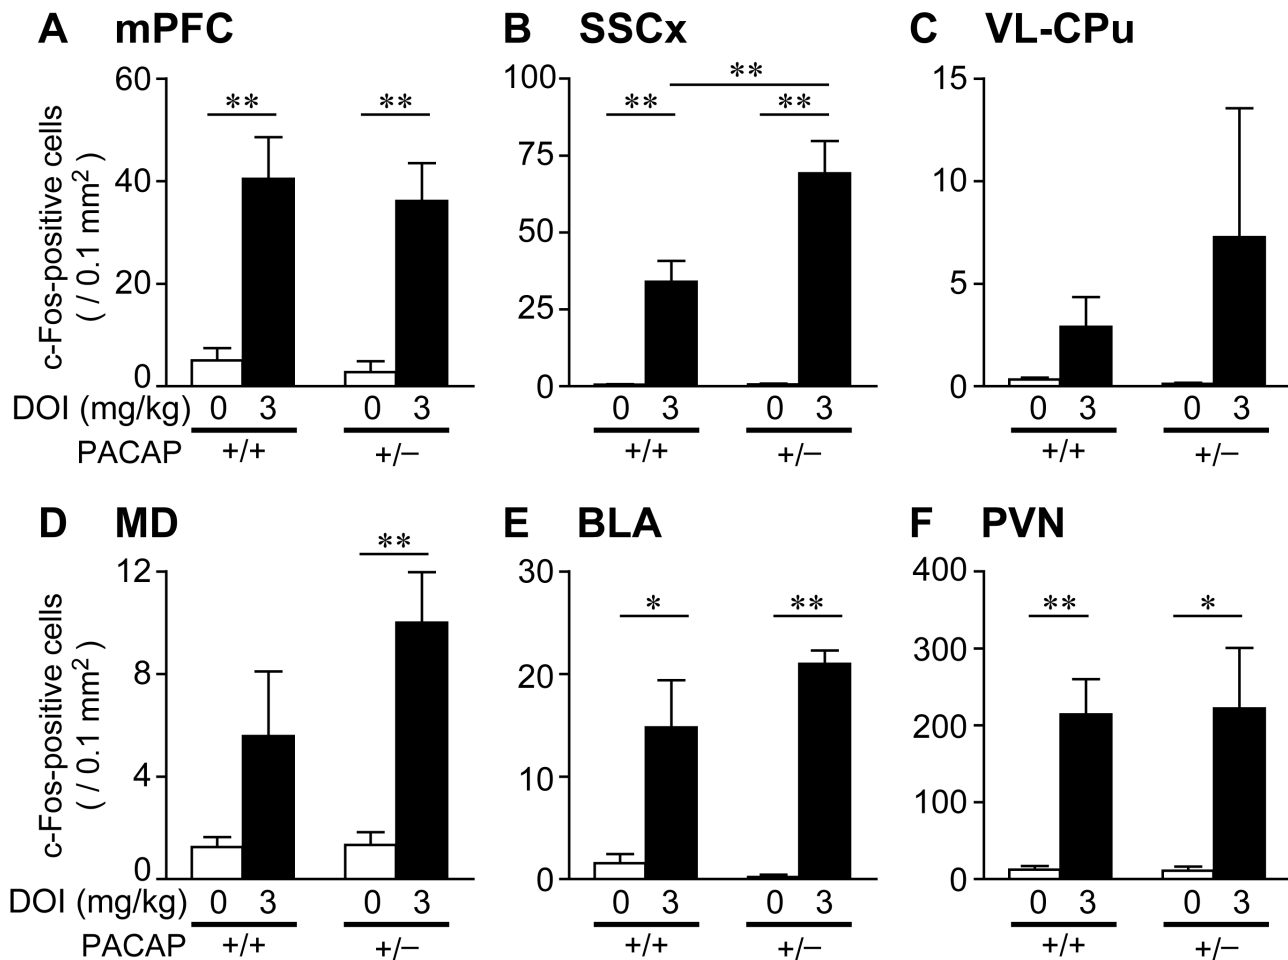 A mPFC
60
40
20
0
c-Fos-positive cells
( / 0.1 mm²)
** **
DOI (mg/kg) 0 3 0 3
PACAP +/+ +/–
B SSCx
100
75
50
25
0
**
** **
0 3 0 3
+/+ +/–
C VL-CPu
15
10
5
0
0 3 0 3
+/+ +/–
D MD
12
8
4
0
c-Fos-positive cells
( / 0.1 mm²)
**
DOI (mg/kg) 0 3 0 3
PACAP +/+ +/–
E BLA
30
20
10
0
* **
0 3 0 3
+/+ +/–
F PVN
400
300
200
100
0
** *
0 3 0 3
+/+ +/–